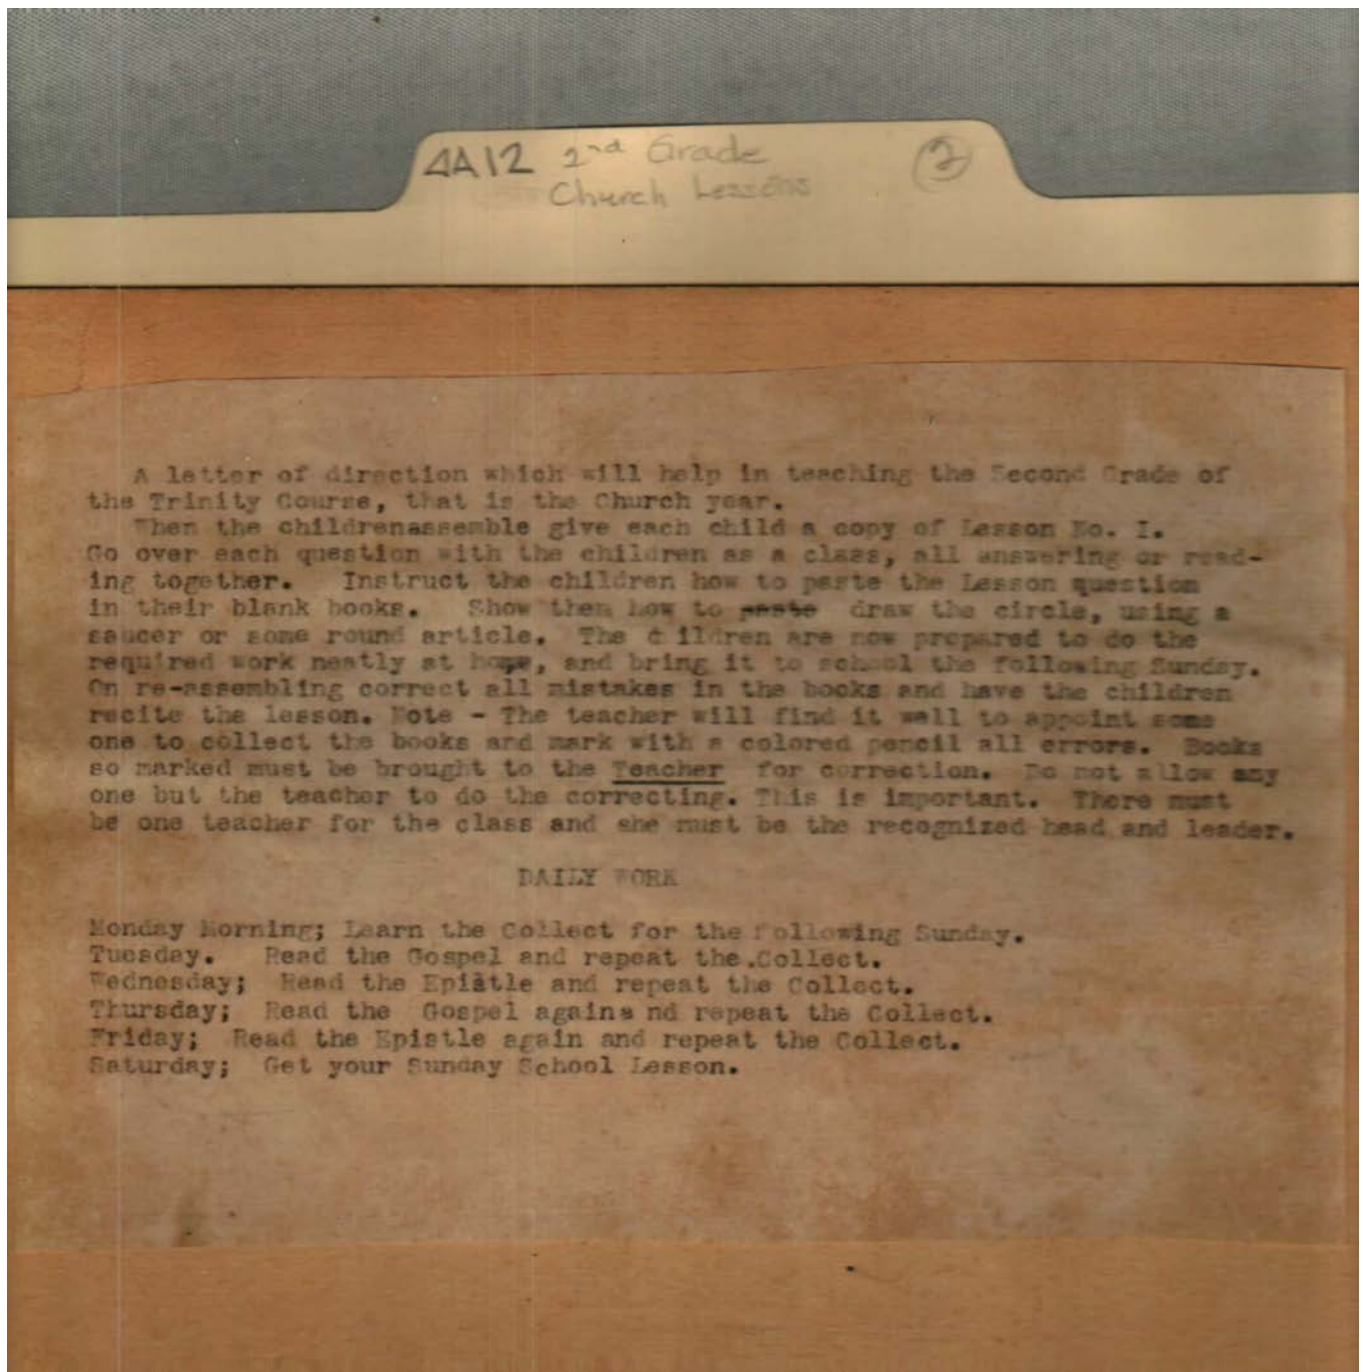 4A12 2nd Grade
Church Lessons
2
A letter of direction which will help in teaching the Second Grade of
the Trinity Course, that is the Church year.
When the childrenassemble give each child a copy of Lesson No. I.
Go over each question with the children as a class, all answering or read-
ing together. Instruct the children how to paste the Lesson question
in their blank books. Show them how to paste draw the circle, using a
saucer or some round article. The c ildren are now prepared to do the
required work neatly at home, and bring it to school the following Sunday.
On re-assembling correct all mistakes in the books and have the children
recite the lesson. Note - The teacher will find it well to appoint some
one to collect the books and mark with a colored pencil all errors. Books
so marked must be brought to the Teacher for correction. Do not allow any
one but the teacher to do the correcting. This is important. There must
be one teacher for the class and she must be the recognized head and leader.
DAILY WORK
Monday Morning; Learn the Collect for the following Sunday.
Tuesday. Read the Gospel and repeat the.Collect.
Wednesday; Read the Epistle and repeat the Collect.
Thursday; Read the Gospel agains nd repeat the Collect.
Friday; Read the Epistle again and repeat the Collect.
Saturday; Get your Sunday School Lesson.